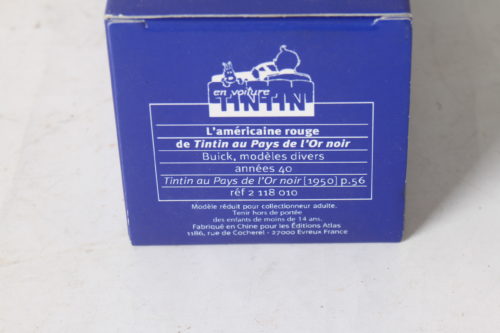 en voiture
TINTIN
L'américaine rouge
de Tintin au Pays de l'Or noir
Buick, modèles divers
années 40
Tintin au Pays de l'Or noir [1950] p.56
réf 2 118 010
Modèle réduit pour collectionneur adulte.
Tenir hors de portée
des enfants de moins de 14 ans.
Fabriqué en Chine pour les Éditions Atlas
1186, rue de Cocherel - 27000 Evreux France